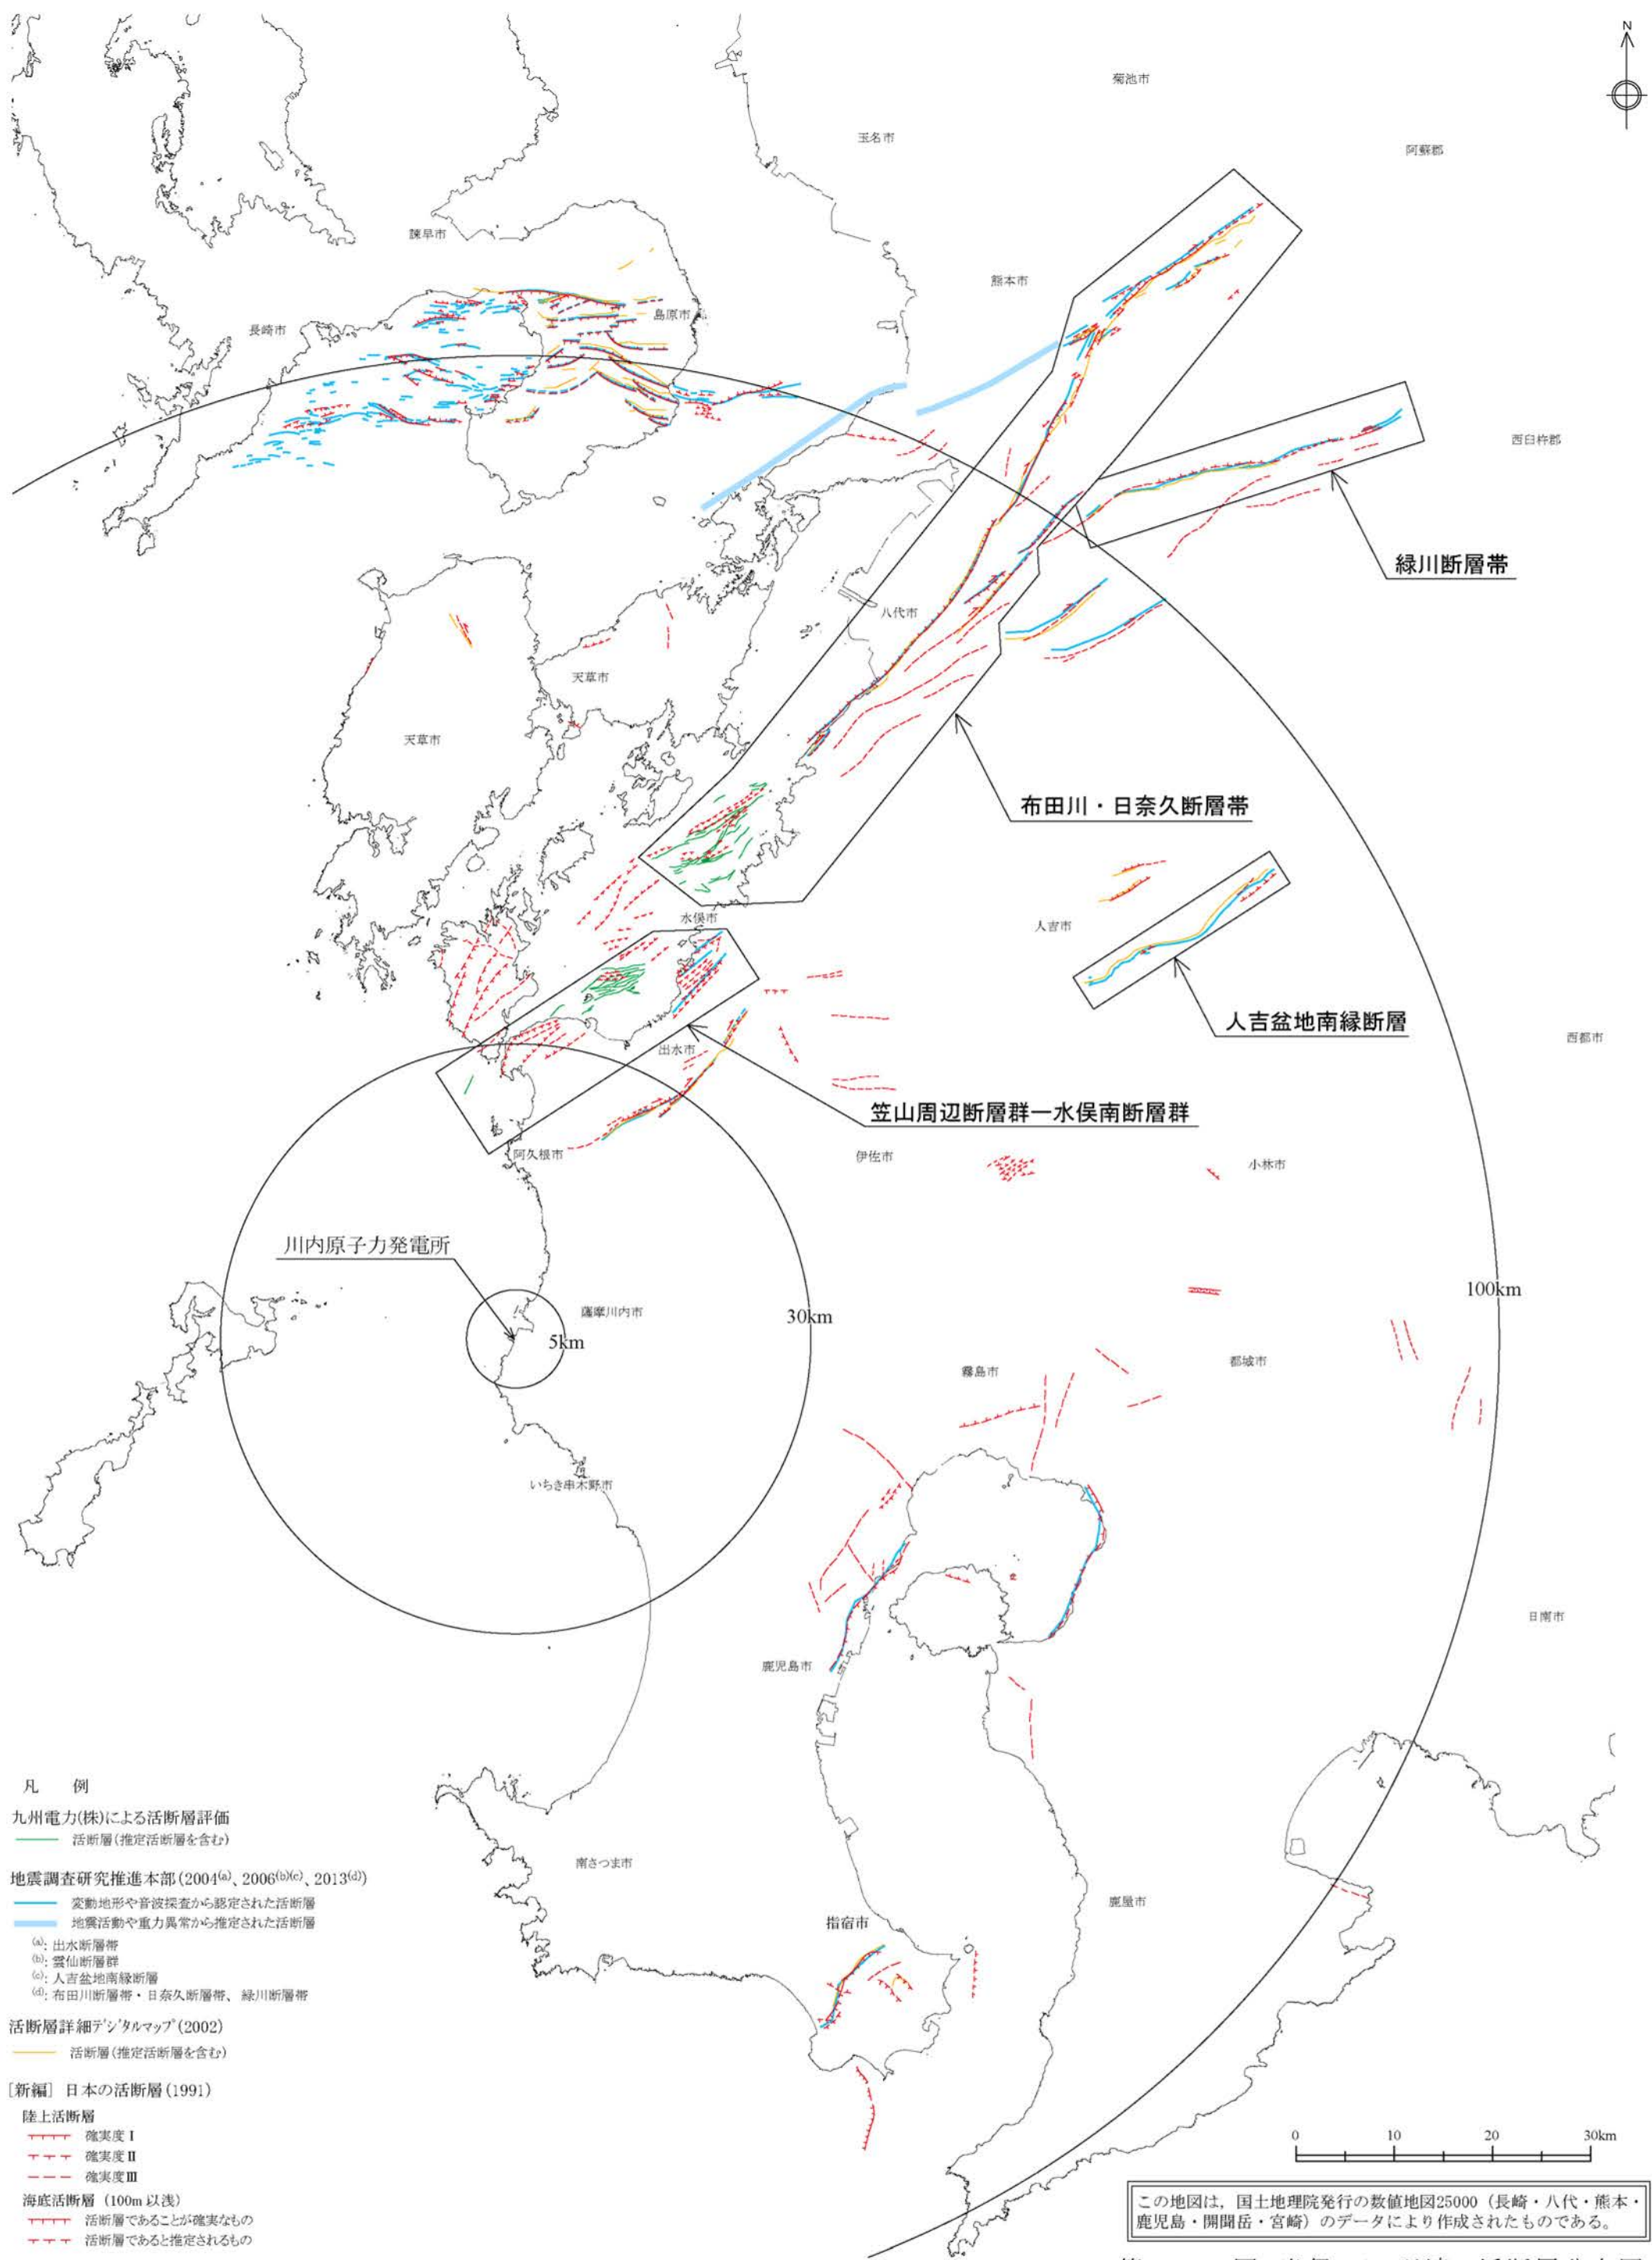 N
菊池市
玉名市
阿蘇郡
諫早市
熊本市
島原市
長崎市
西臼杵郡
緑川断層帯
八代市
天草市
天草市
布田川・日奈久断層帯
水俣市
人吉市
人吉盆地南縁断層
西都市
出水市
笠山周辺断層群―水俣南断層群
阿久根市
伊佐市
小林市
川内原子力発電所
100km
薩摩川内市
30km
5km
霧島市
都城市
いちき串木野市
日南市
鹿児島市
南さつま市
鹿屋市
指宿市
凡 例
九州電力(株)による活断層評価
活断層(推定活断層を含む)
地震調査研究推進本部(2004(a)、2006(b)(c)、2013(d))
変動地形や音波探査から認定された活断層
地震活動や重力異常から推定された活断層
(a): 出水断層帯
(b): 雲仙断層群
(c): 人吉盆地南縁断層
(d): 布田川断層帯・日奈久断層帯、緑川断層帯
活断層詳細デジタルマップ(2002)
活断層(推定活断層を含む)
[新編] 日本の活断層(1991)
陸上活断層
確実度Ⅰ
確実度Ⅱ
確実度Ⅲ
海底活断層 (100m以浅)
活断層であることが確実なもの
活断層であると推定されるもの
0 10 20 30km
この地図は、国土地理院発行の数値地図25000（長崎・八代・熊本・
鹿児島・開聞岳・宮崎）のデータにより作成されたものである。